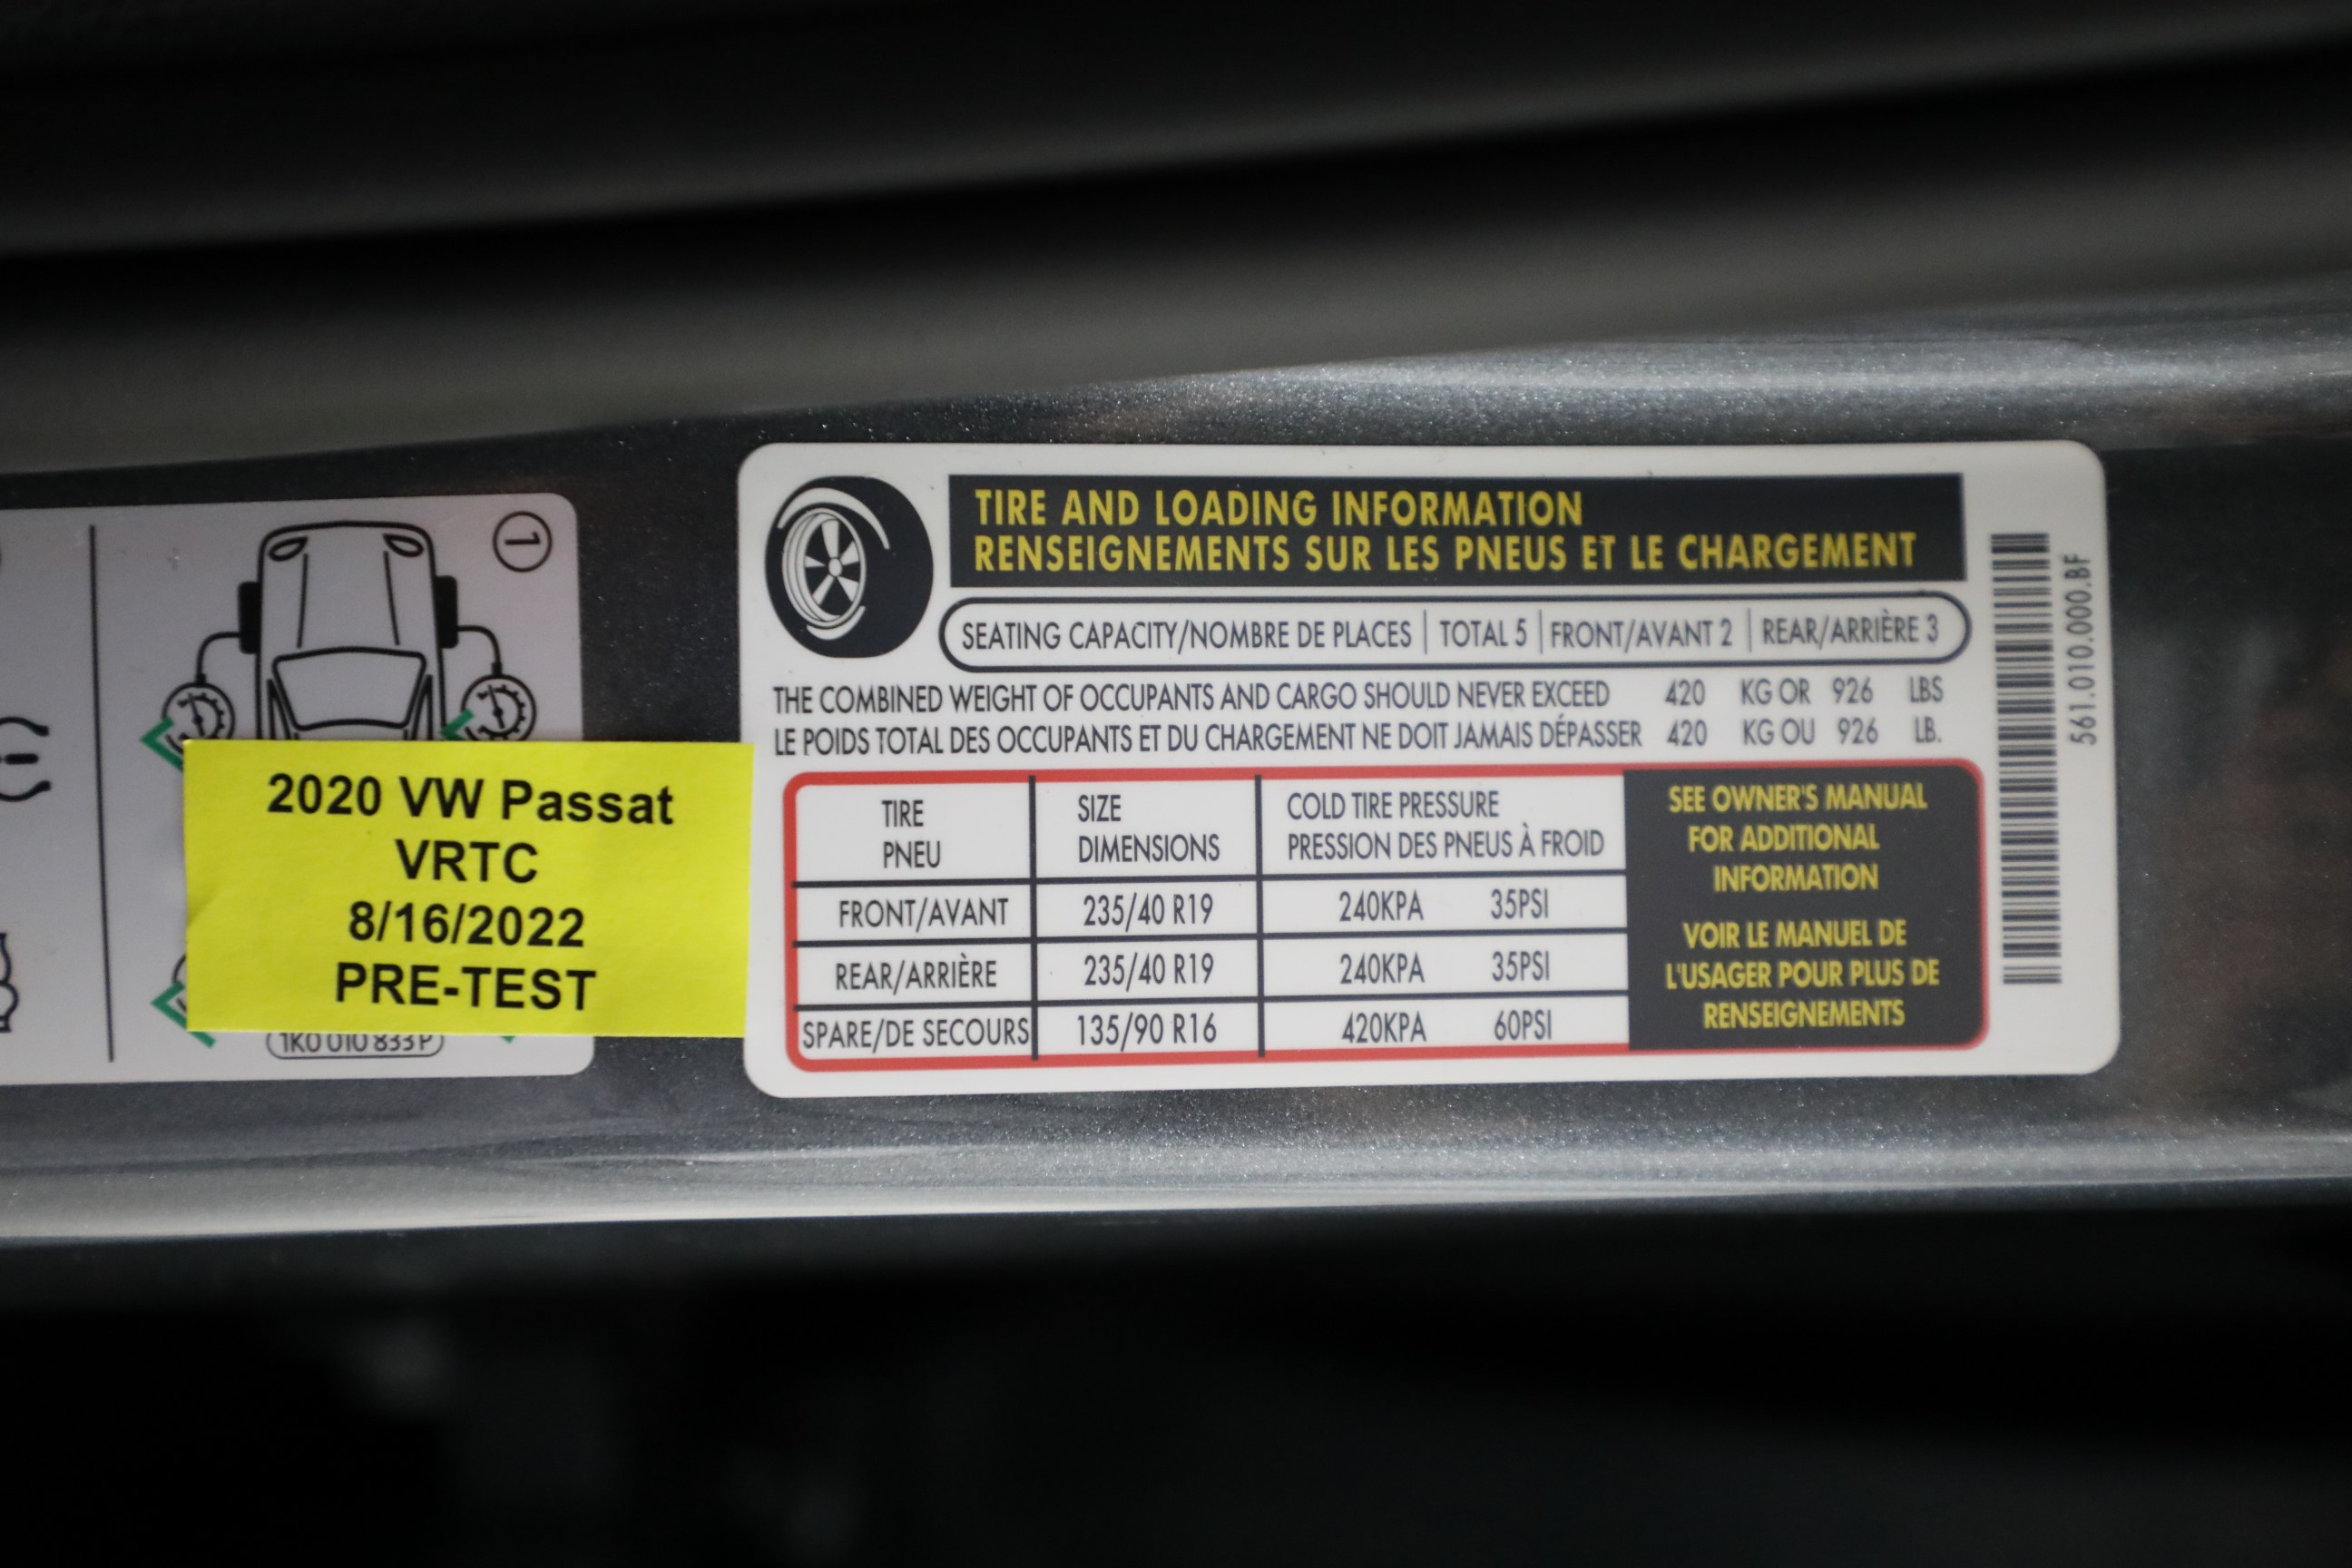 TIRE AND LOADING INFORMATION
RENSEIGNEMENTS SUR LES PNEUS ET LE CHARGEMENT
SEATING CAPACITY/NOMBRE DE PLACES | TOTAL 5 | FRONT/AVANT 2 | REAR/ARRIÈRE 3
THE COMBINED WEIGHT OF OCCUPANTS AND CARGO SHOULD NEVER EXCEED 420 KG OR 926 LBS
LE POIDS TOTAL DES OCCUPANTS ET DU CHARGEMENT NE DOIT JAMAIS DÉPASSER 420 KG OU 926 LB.
TIRE
PNEU
SIZE
DIMENSIONS
COLD TIRE PRESSURE
PRESSION DES PNEUS À FROID
FRONT/AVANT 235/40 R19 240KPA 35PSI
REAR/ARRIÈRE 235/40 R19 240KPA 35PSI
SPARE/DE SECOURS 135/90 R16 420KPA 60PSI
SEE OWNER'S MANUAL
FOR ADDITIONAL
INFORMATION
VOIR LE MANUEL DE
L'USAGER POUR PLUS DE
RENSEIGNEMENTS
561.010.000.BF
1
2020 VW Passat
VRTC
8/16/2022
PRE-TEST
1K0 010 833 P